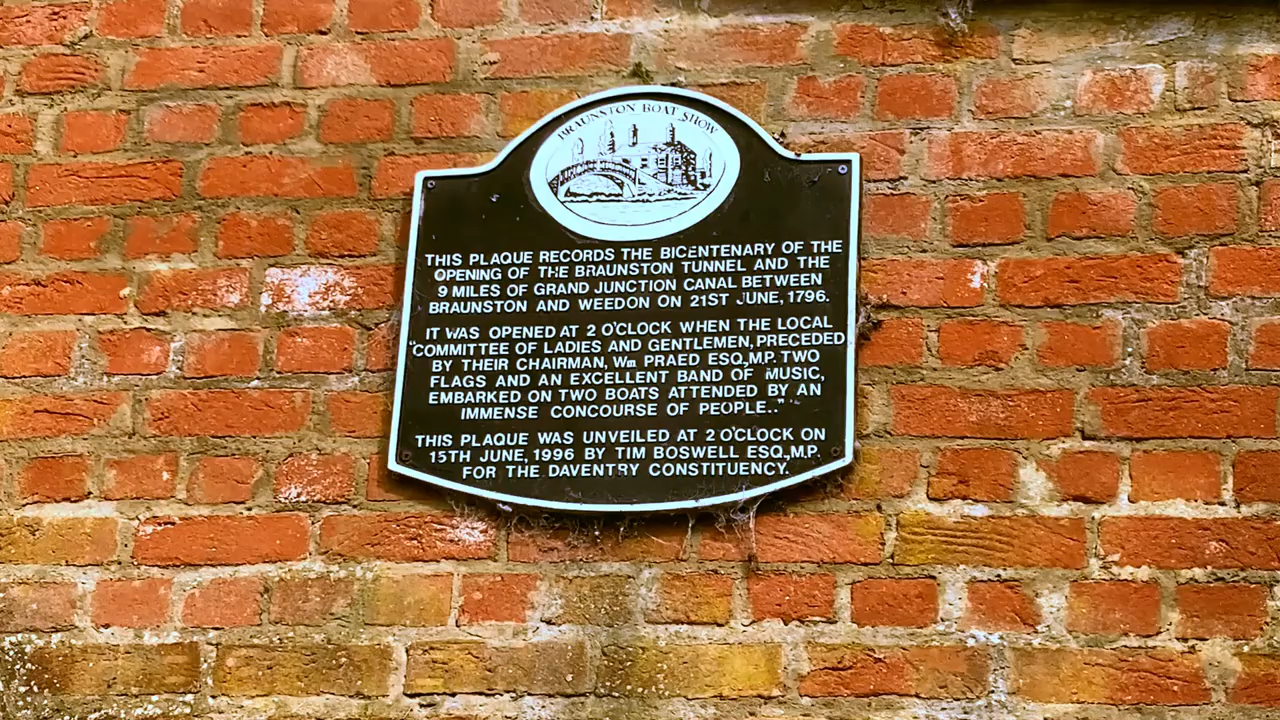 BRAUNSTON BOAT SHOW
THIS PLAQUE RECORDS THE BICENTENARY OF THE
OPENING OF THE BRAUNSTON TUNNEL AND THE
9 MILES OF GRAND JUNCTION CANAL BETWEEN
BRAUNSTON AND WEEDON ON 21ST JUNE, 1796.
IT WAS OPENED AT 2 O'CLOCK WHEN THE LOCAL
"COMMITTEE OF LADIES AND GENTLEMEN, PRECEDED
BY THEIR CHAIRMAN, Wm PRAED ESQ,M.P. TWO
FLAGS AND AN EXCELLENT BAND OF MUSIC,
EMBARKED ON TWO BOATS ATTENDED BY AN
IMMENSE CONCOURSE OF PEOPLE.."
THIS PLAQUE WAS UNVEILED AT 2 O'CLOCK ON
15TH JUNE, 1996 BY TIM BOSWELL ESQ.,M.P.
FOR THE DAVENTRY CONSTITUENCY.